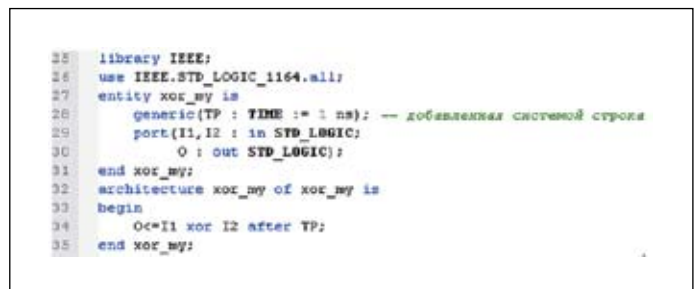 25 library IEEE;
26 use IEEE.STD_LOGIC_1164.all;
27 entity xor_my is
28 generic(TP : TIME := 1 ns); -- добавленная системой строка
29 port(I1,I2 : in STD_LOGIC;
30 O : out STD_LOGIC);
31 end xor_my;
32 architecture xor_my of xor_my is
33 begin
34 O<=I1 xor I2 after TP;
35 end xor_my;